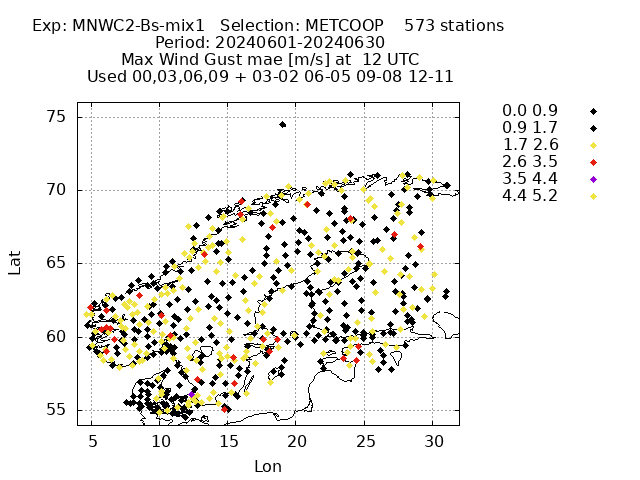 Exp: MNWC2-Bs-mix1   Selection: METCOOP    573 stations
Period: 20240601-20240630
Max Wind Gust mae [m/s] at  12 UTC
Used 00,03,06,09 + 03-02 06-05 09-08 12-11
75
70
65
60
55
Lat
5 10 15 20 25 30
Lon
0.0 0.9
0.9 1.7
1.7 2.6
2.6 3.5
3.5 4.4
4.4 5.2